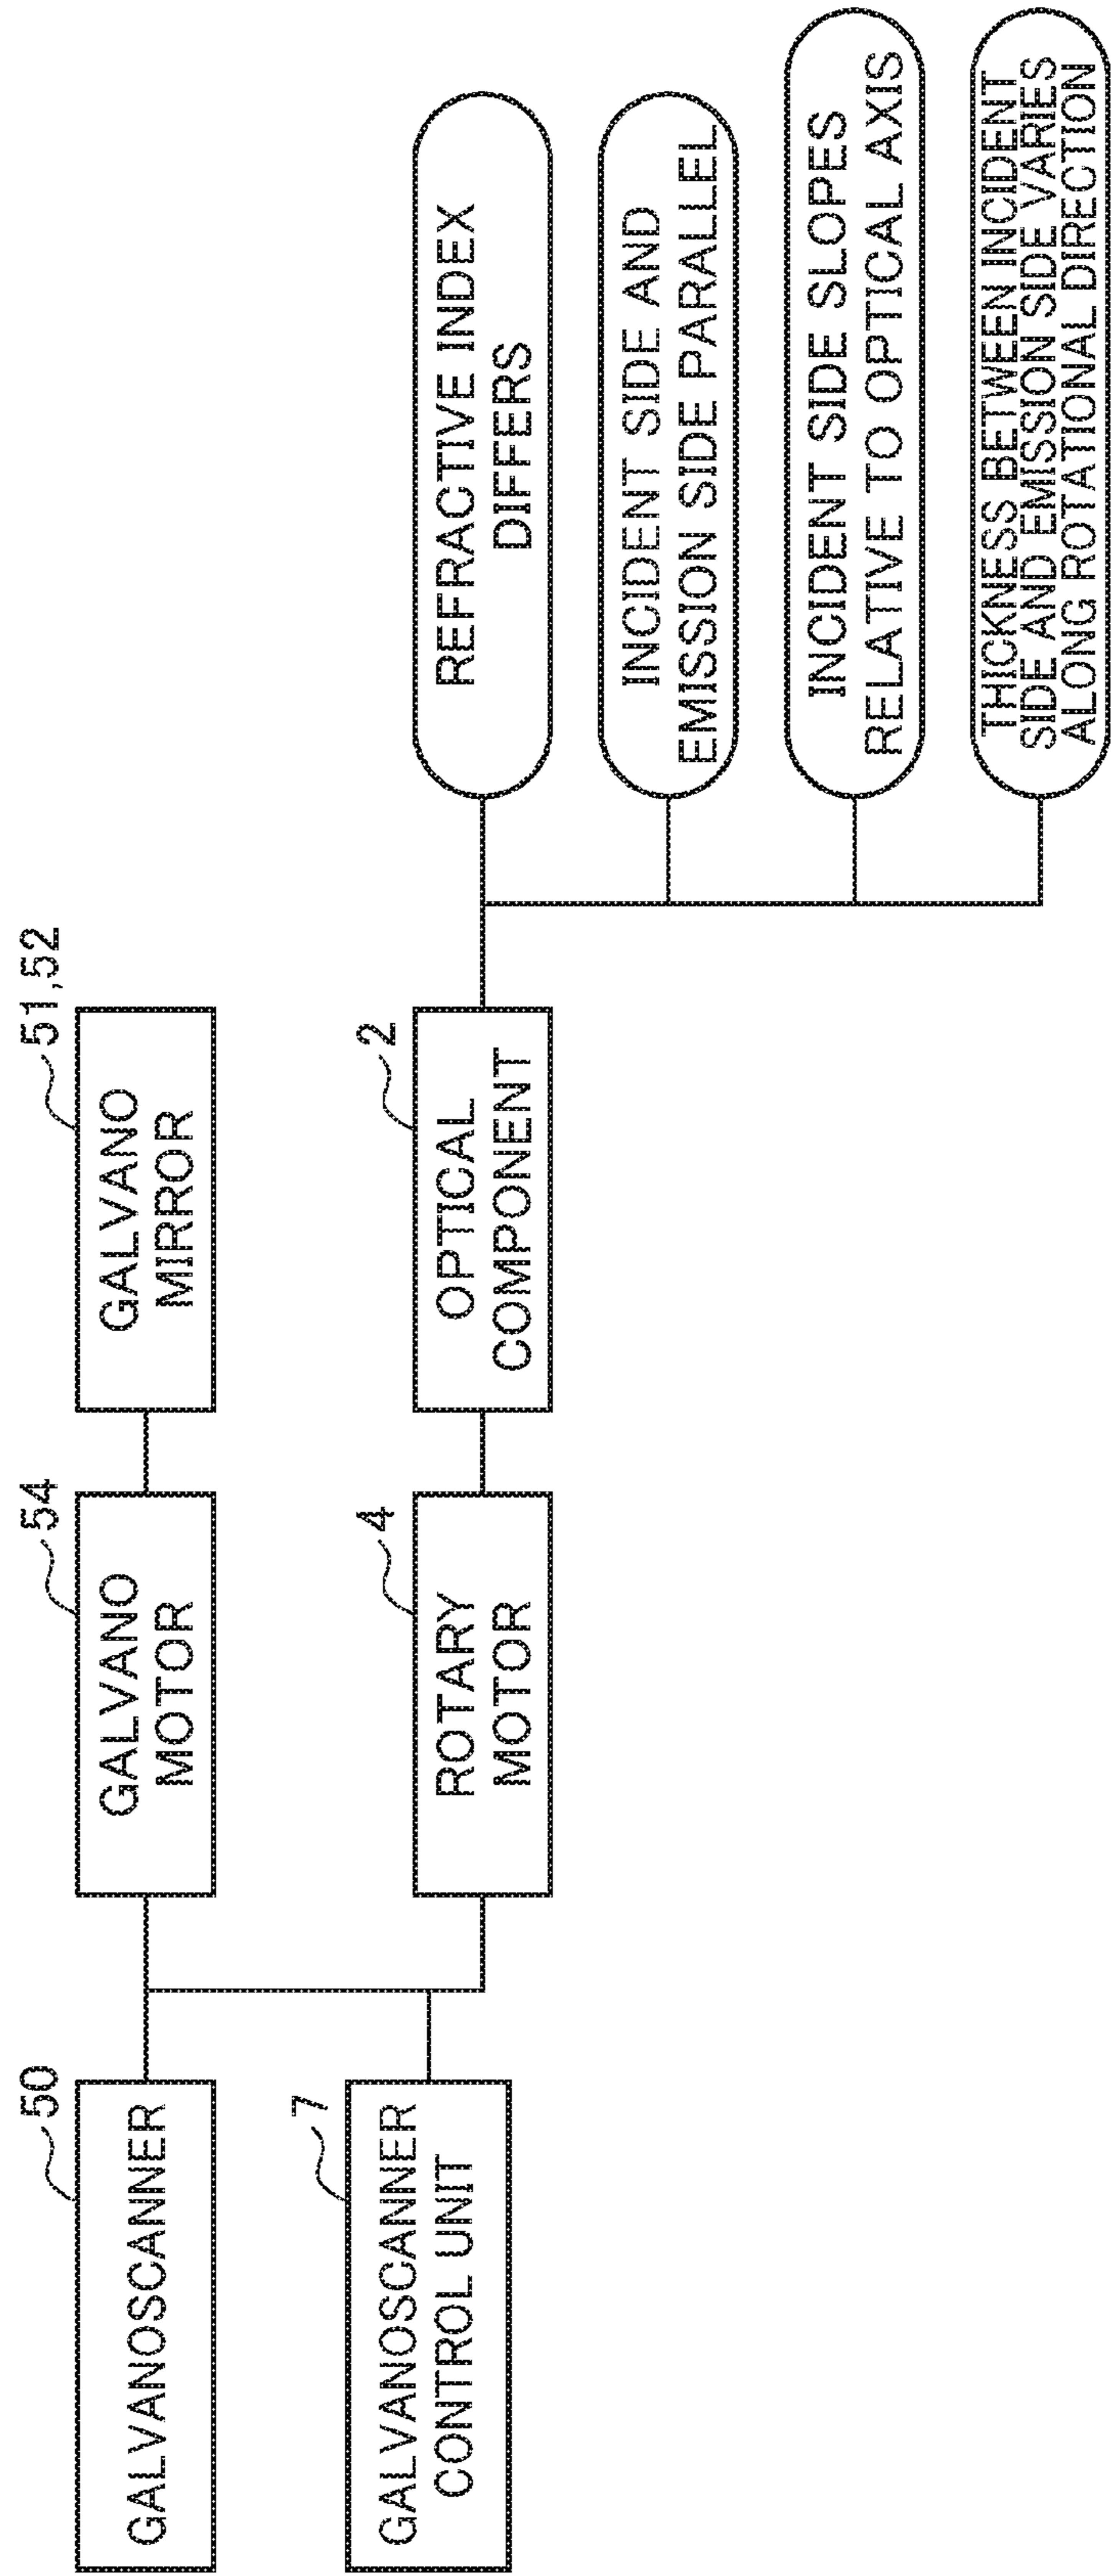 50
GALVANOSCANNER
54
GALVANO
MOTOR
51,52
GALVANO
MIRROR
7
GALVANOSCANNER
CONTROL UNIT
4
ROTARY
MOTOR
2
OPTICAL
COMPONENT
REFRACTIVE INDEX
DIFFERS
INCIDENT SIDE AND
EMISSION SIDE PARALLEL
INCIDENT SIDE SLOPES
RELATIVE TO OPTICAL AXIS
THICKNESS BETWEEN INCIDENT
SIDE AND EMISSION SIDE VARIES
ALONG ROTATIONAL DIRECTION